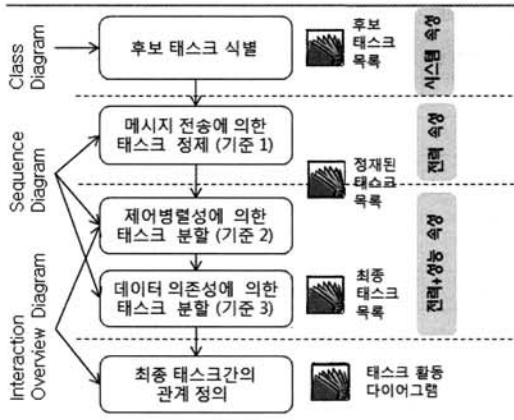 Class
Diagram
후보 태스크 식별
후보
태스크
목록
시스템 속성
Sequence
Diagram
메시지 전송에 의한
태스크 정제 (기준 1)
정재된
태스크
목록
전력 속성
제어병렬성에 의한
태스크 분할 (기준 2)
데이터 의존성에 의한
태스크 분할 (기준 3)
최종
태스크
목록
전력+성능 속성
Interaction
Overview Diagram
최종 태스크간의
관계 정의
태스크 활동
다이어그램